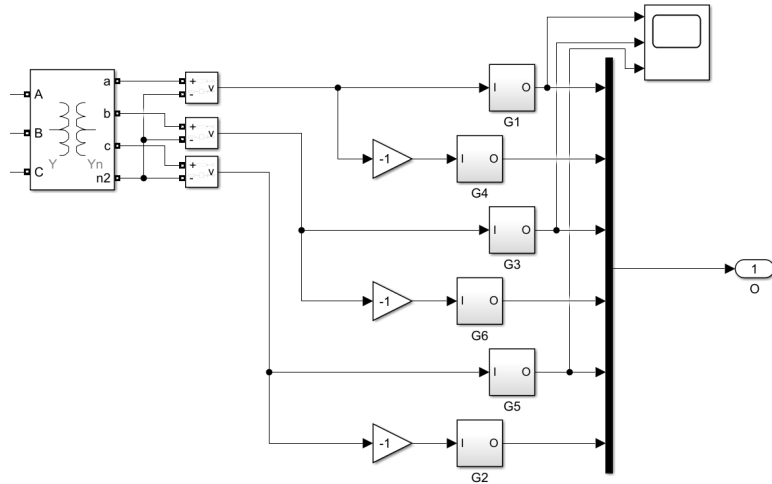 A
B
C
Y
Yn
a
b
c
n2
+
-
v
+
-
v
+
-
v
I O
G1
-1
I O
G4
I O
G3
-1
I O
G6
I O
G5
-1
I O
G2
1
O